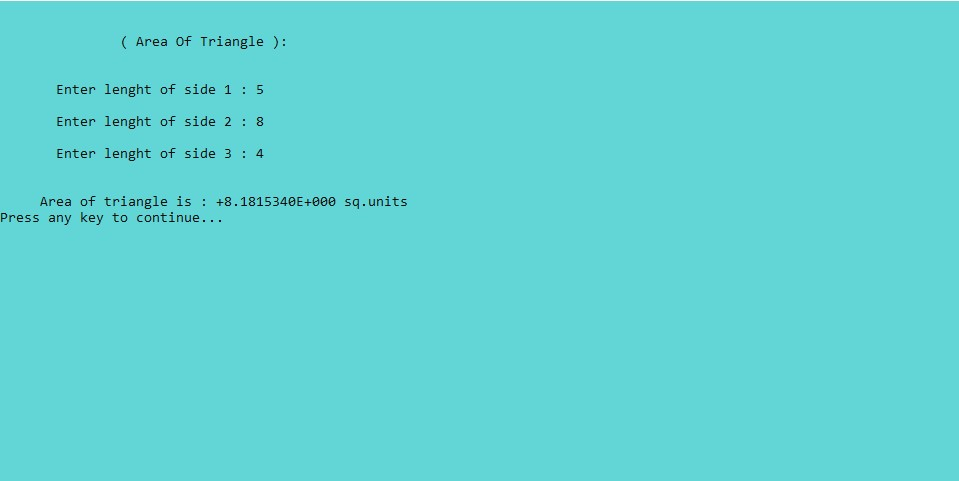 ( Area Of Triangle ):
Enter lenght of side 1 : 5
Enter lenght of side 2 : 8
Enter lenght of side 3 : 4
Area of triangle is : +8.1815340E+000 sq.units
Press any key to continue...